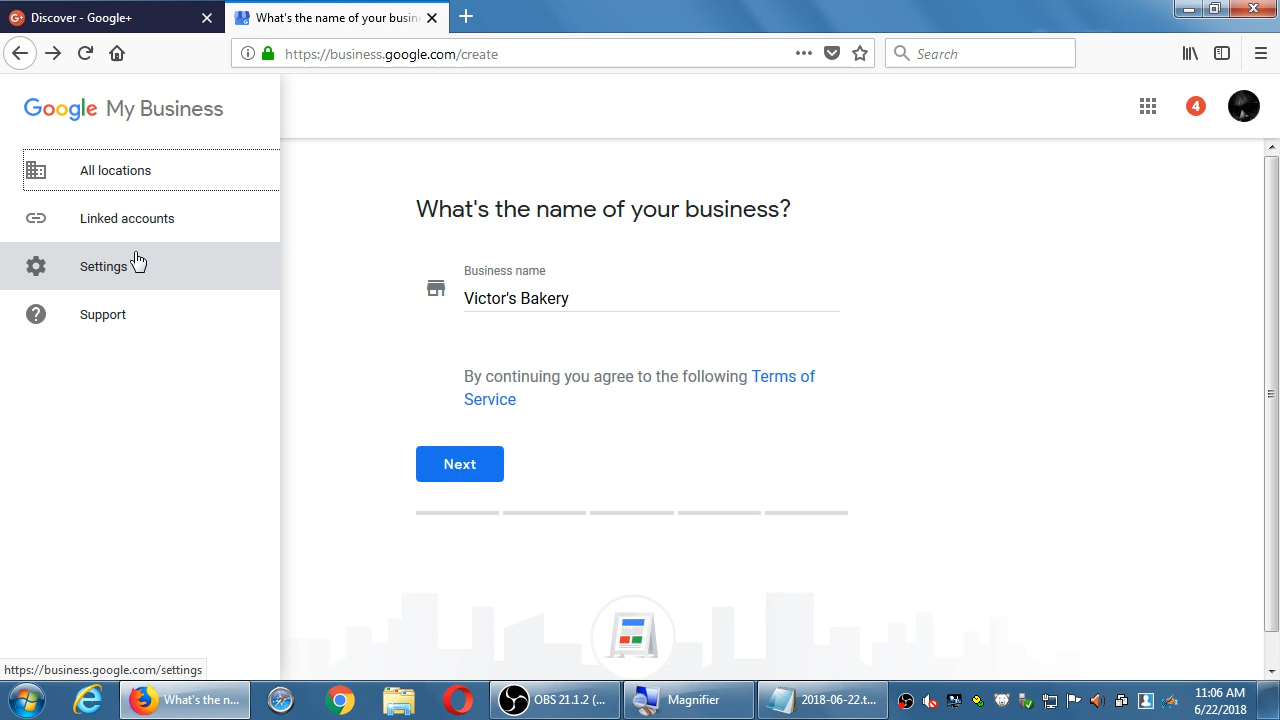 Discover - Google+
What's the name of your busin
https://business.google.com/create
Search
Google My Business
4
All locations
Linked accounts
Settings
Support
What's the name of your business?
Business name
Victor's Bakery
By continuing you agree to the following Terms of
Service
Next
https://business.google.com/settings
What's the n...
OBS 21.1.2 (...
Magnifier
2018-06-22.t...
11:06 AM
6/22/2018